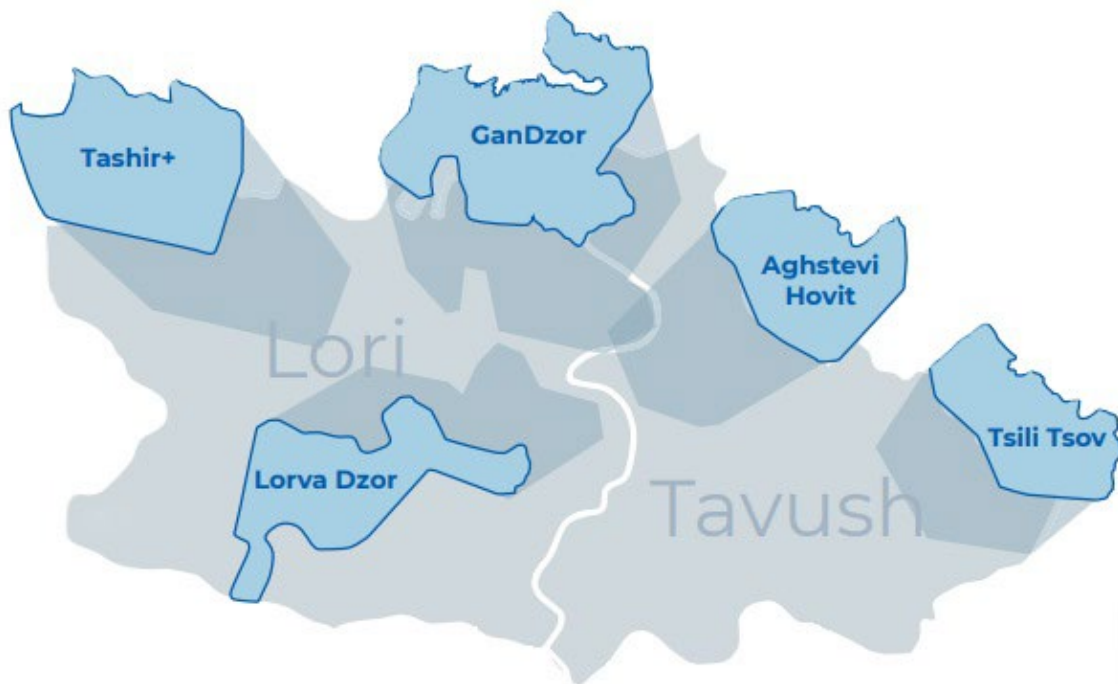 Tashir+
GanDzor
Aghstevi
Hovit
Lori
Tsili Tsov
Lorva Dzor
Tavush